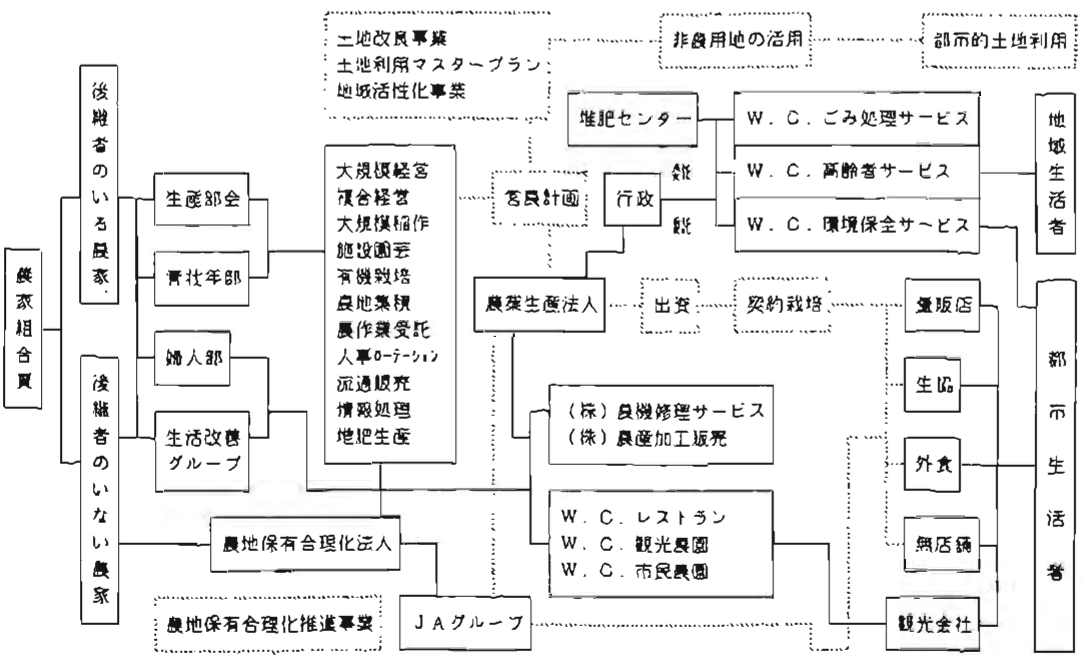 土地改良事業
土地利用マスタープラン
地域活性化事業
非農用地の活用
都市的土地利用
後継者のいる農家
堆肥センター
W．C．ごみ処理サービス
W．C．高齢者サービス
W．C．環境保全サービス
地域生活者
大規模経営
複合経営
大規模稲作
施設園芸
有機栽培
農地集積
農作業受託
人事ローテーション
流通販売
情報処理
堆肥生産
営農計画
行政
委託
生産部会
青壮年部
婦人部
生活改善
グループ
農家組合員
農業生産法人
出資
契約栽培
量販店
生協
外食
無店舗
観光会社
都市生活者
（株）農機修理サービス
（株）農産加工販売
W．C．レストラン
W．C．観光農園
W．C．市民農園
後継者のいない農家
農地保有合理化法人
農地保有合理化推進事業
JAグループ